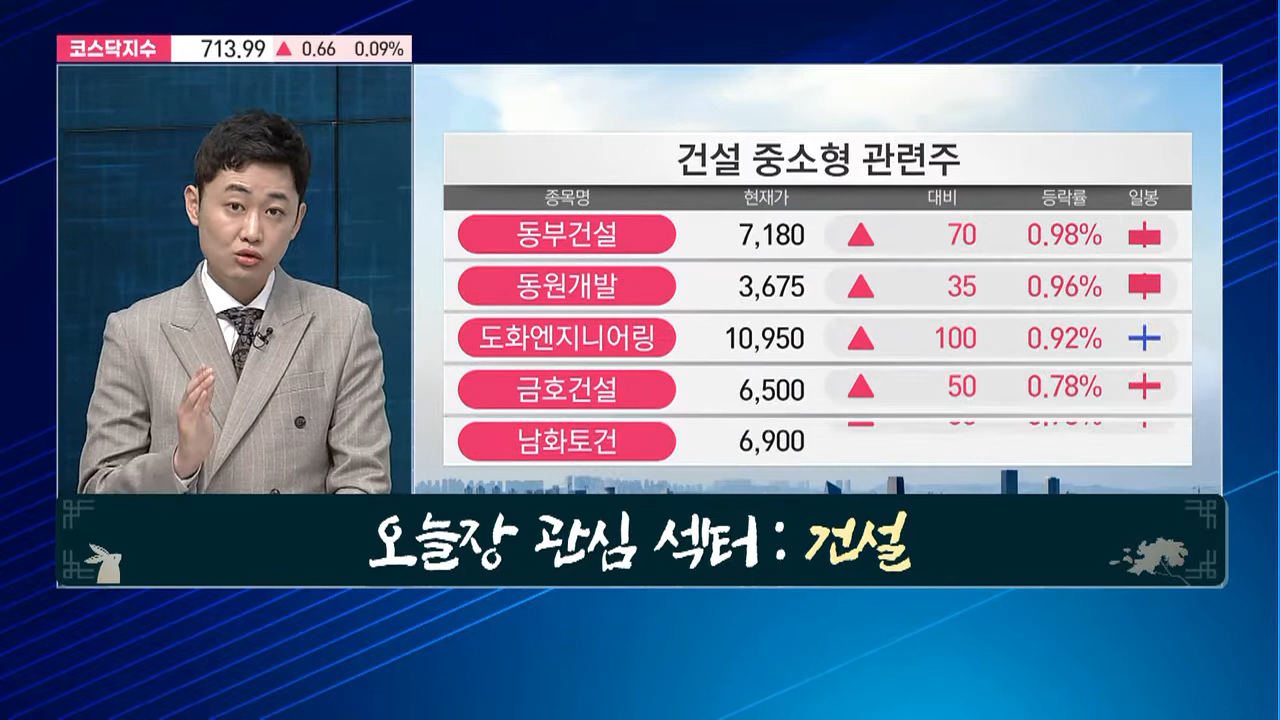 코스닥지수 713.99 ▲ 0.66 0.09%
건설 중소형 관련주
종목명 현재가 대비 등락률 일봉
동부건설 7,180 ▲ 70 0.98%
동원개발 3,675 ▲ 35 0.96%
도화엔지니어링 10,950 ▲ 100 0.92%
금호건설 6,500 ▲ 50 0.78%
남화토건 6,900
오늘장 관심 섹터 : 건설